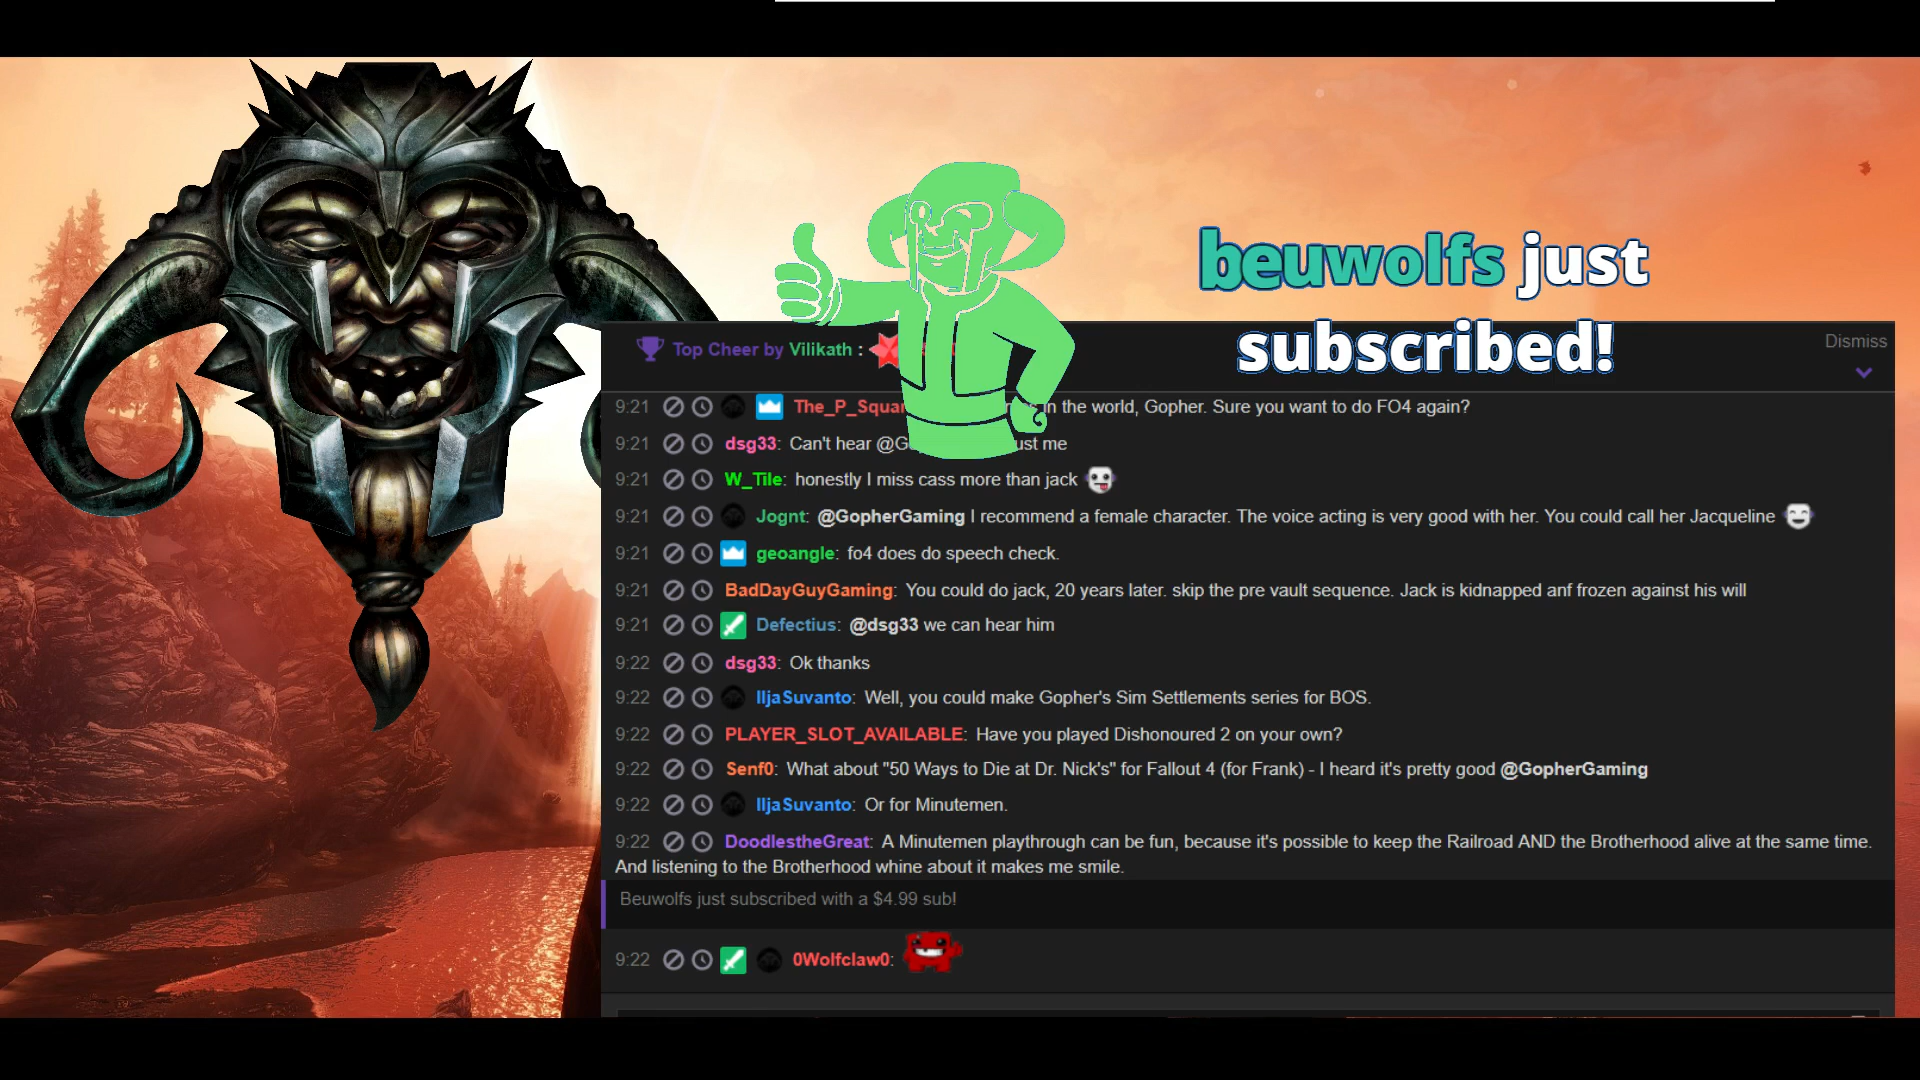 beuwolfs just
subscribed!
Top Cheer by Vilikath :
Dismiss
9:21 The_P_Squar in the world, Gopher. Sure you want to do FO4 again?
9:21 dsg33: Can't hear @G ust me
9:21 W_Tile: honestly I miss cass more than jack
9:21 Jognt: @GopherGaming I recommend a female character. The voice acting is very good with her. You could call her Jacqueline
9:21 geoangle: fo4 does do speech check.
9:21 BadDayGuyGaming: You could do jack, 20 years later. skip the pre vault sequence. Jack is kidnapped anf frozen against his will
9:21 Defectius: @dsg33 we can hear him
9:22 dsg33: Ok thanks
9:22 IljaSuvanto: Well, you could make Gopher's Sim Settlements series for BOS.
9:22 PLAYER_SLOT_AVAILABLE: Have you played Dishonoured 2 on your own?
9:22 Senf0: What about "50 Ways to Die at Dr. Nick's" for Fallout 4 (for Frank) - I heard it's pretty good @GopherGaming
9:22 IljaSuvanto: Or for Minutemen.
9:22 DoodlestheGreat: A Minutemen playthrough can be fun, because it's possible to keep the Railroad AND the Brotherhood alive at the same time.
And listening to the Brotherhood whine about it makes me smile.
Beuwolfs just subscribed with a $4.99 sub!
9:22 0Wolfclaw0: